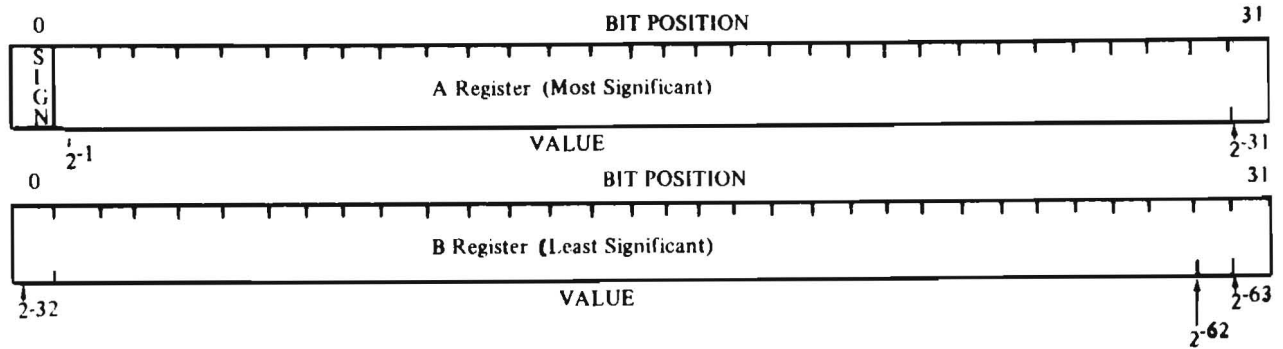 0 BIT POSITION 31
SIGN
A Register (Most Significant)
2-1 VALUE 2-31
0 BIT POSITION 31
B Register (Least Significant)
2-32 VALUE 2-63
2-62